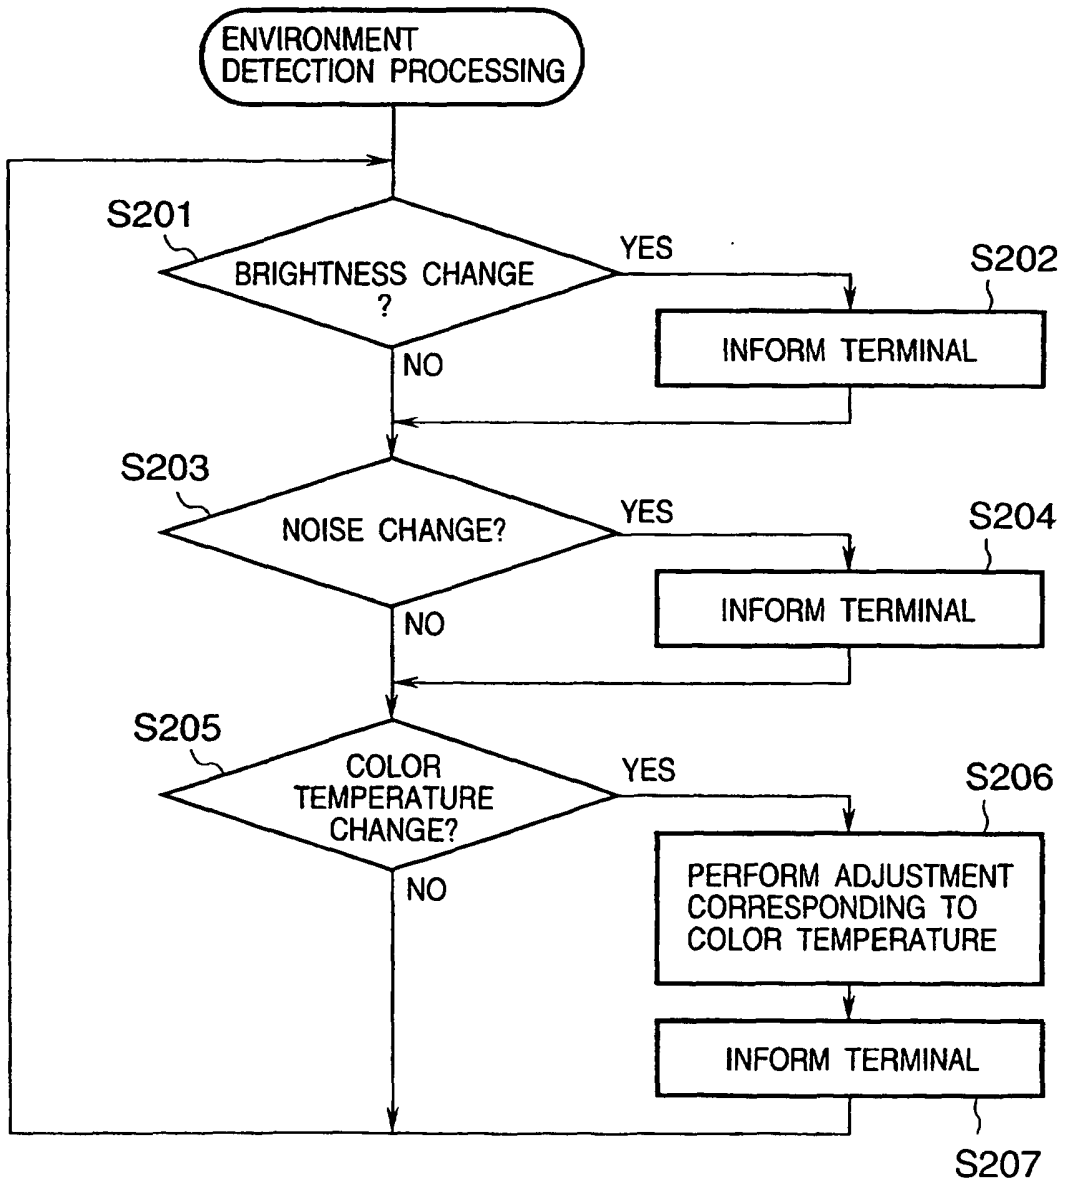 ENVIRONMENT
DETECTION PROCESSING
S201
BRIGHTNESS CHANGE
?
YES
S202
INFORM TERMINAL
NO
S203
NOISE CHANGE?
YES
S204
INFORM TERMINAL
NO
S205
COLOR
TEMPERATURE
CHANGE?
YES
S206
PERFORM ADJUSTMENT
CORRESPONDING TO
COLOR TEMPERATURE
NO
INFORM TERMINAL
S207